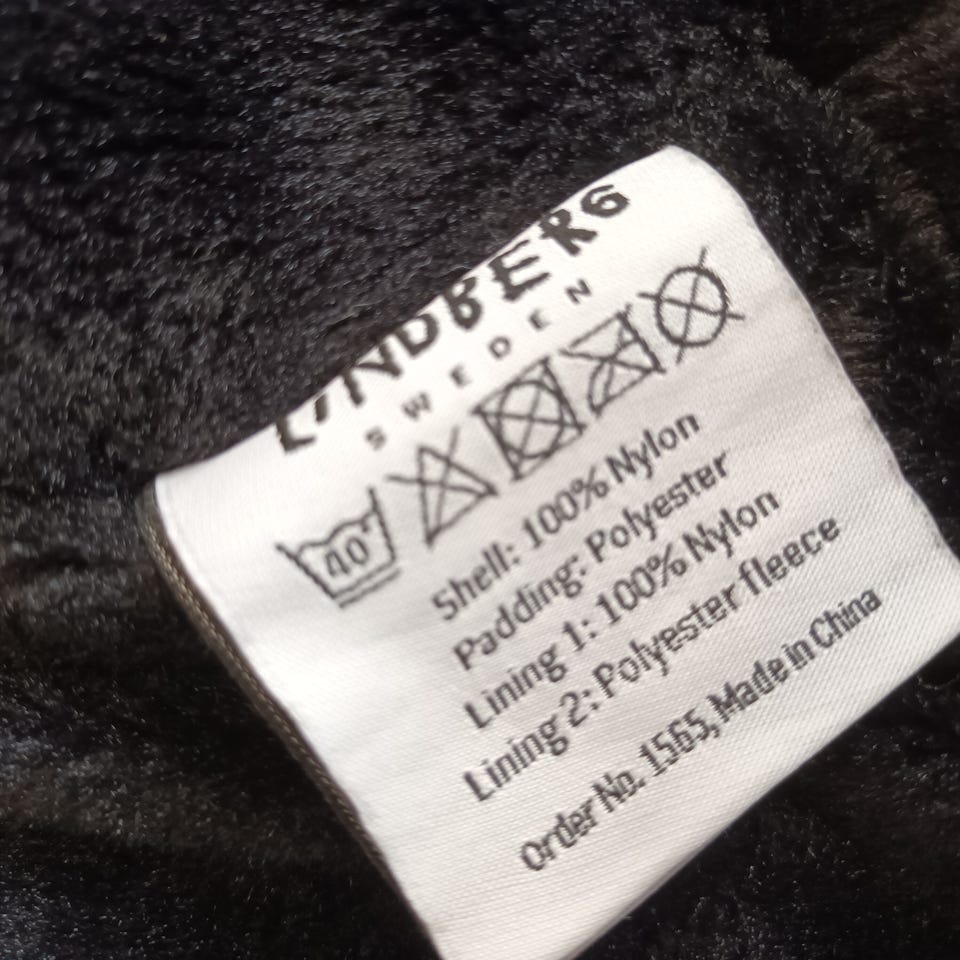 LINDBERG
SWEDEN
40°
Shell: 100% Nylon
Padding: Polyester
Lining 1: 100% Nylon
Lining 2: Polyester fleece
Order No. 1565, Made in China